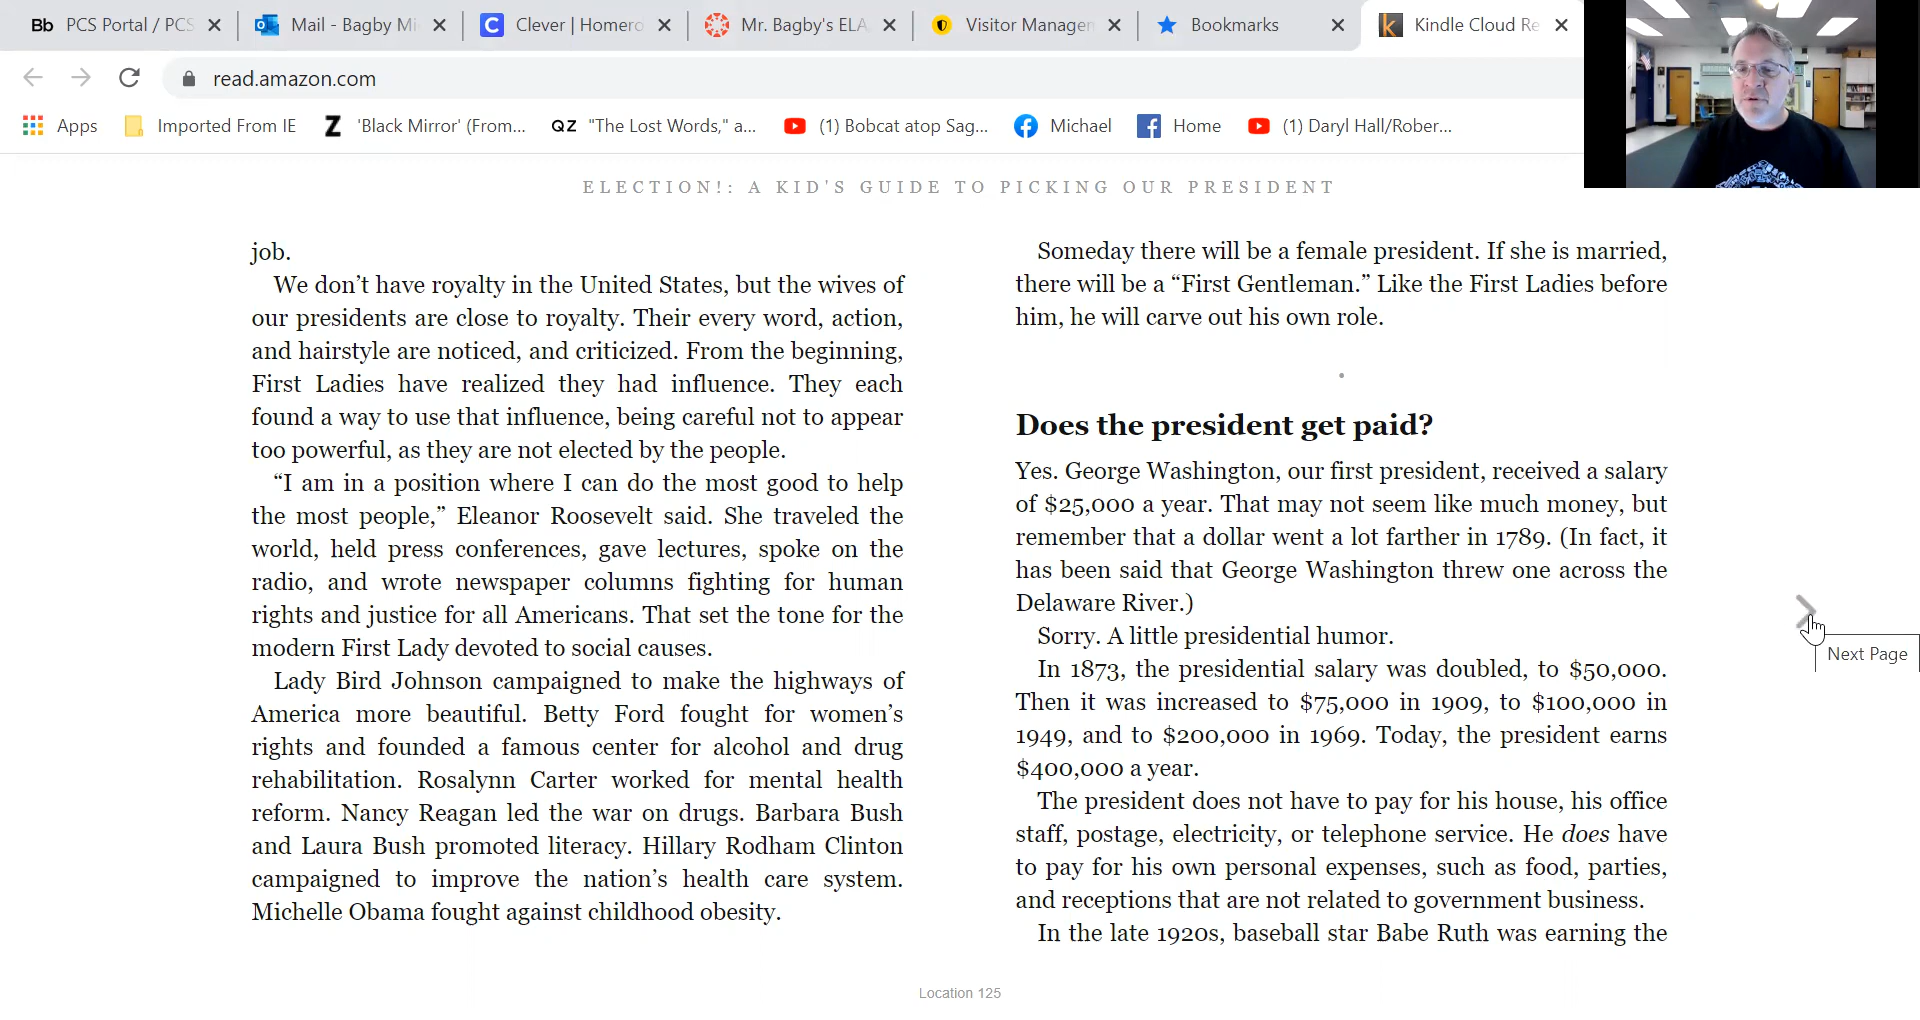 Bb PCS Portal / PCS
Mail - Bagby Mi
Clever | Homero
Mr. Bagby's ELA
Visitor Managem
Bookmarks
Kindle Cloud Re
read.amazon.com
Apps
Imported From IE
Z 'Black Mirror' (From...
QZ "The Lost Words," a...
(1) Bobcat atop Sag...
Michael
Home
(1) Daryl Hall/Rober...
ELECTION!: A KID'S GUIDE TO PICKING OUR PRESIDENT
job.
We don't have royalty in the United States, but the wives of
our presidents are close to royalty. Their every word, action,
and hairstyle are noticed, and criticized. From the beginning,
First Ladies have realized they had influence. They each
found a way to use that influence, being careful not to appear
too powerful, as they are not elected by the people.
“I am in a position where I can do the most good to help
the most people,” Eleanor Roosevelt said. She traveled the
world, held press conferences, gave lectures, spoke on the
radio, and wrote newspaper columns fighting for human
rights and justice for all Americans. That set the tone for the
modern First Lady devoted to social causes.
Lady Bird Johnson campaigned to make the highways of
America more beautiful. Betty Ford fought for women’s
rights and founded a famous center for alcohol and drug
rehabilitation. Rosalynn Carter worked for mental health
reform. Nancy Reagan led the war on drugs. Barbara Bush
and Laura Bush promoted literacy. Hillary Rodham Clinton
campaigned to improve the nation’s health care system.
Michelle Obama fought against childhood obesity.
Someday there will be a female president. If she is married,
there will be a “First Gentleman.” Like the First Ladies before
him, he will carve out his own role.
Does the president get paid?
Yes. George Washington, our first president, received a salary
of $25,000 a year. That may not seem like much money, but
remember that a dollar went a lot farther in 1789. (In fact, it
has been said that George Washington threw one across the
Delaware River.)
Sorry. A little presidential humor.
In 1873, the presidential salary was doubled, to $50,000.
Then it was increased to $75,000 in 1909, to $100,000 in
1949, and to $200,000 in 1969. Today, the president earns
$400,000 a year.
The president does not have to pay for his house, his office
staff, postage, electricity, or telephone service. He does have
to pay for his own personal expenses, such as food, parties,
and receptions that are not related to government business.
In the late 1920s, baseball star Babe Ruth was earning the
Next Page
Location 125